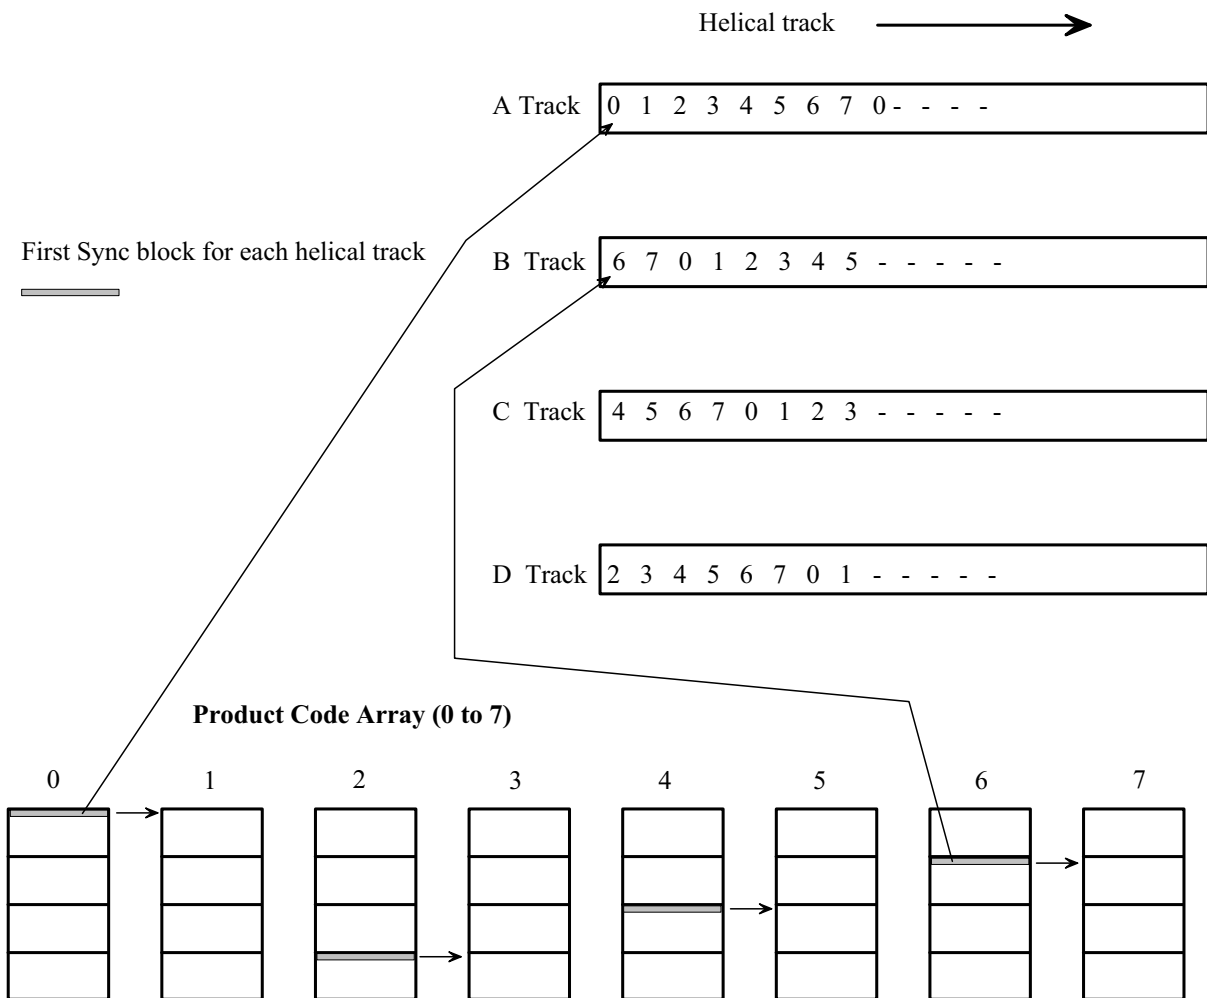 Helical track
A Track 0 1 2 3 4 5 6 7 0 - - - -
First Sync block for each helical track
B Track 6 7 0 1 2 3 4 5 - - - - -
C Track 4 5 6 7 0 1 2 3 - - - - -
D Track 2 3 4 5 6 7 0 1 - - - - -
Product Code Array (0 to 7)
0 1 2 3 4 5 6 7